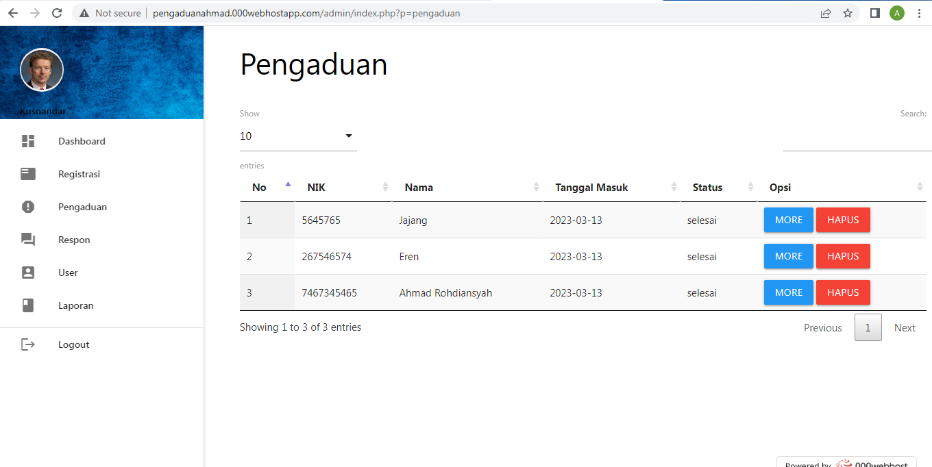 Not secure | pengaduanahmad.000webhostapp.com/admin/index.php?p=pengaduan
A
Kusnandar
Dashboard
Registrasi
Pengaduan
Respon
User
Laporan
Logout
Pengaduan
Show
10
entries
Search:
No NIK Nama Tanggal Masuk Status Opsi
1 5645765 Jajang 2023-03-13 selesai MORE HAPUS
2 267546574 Eren 2023-03-13 selesai MORE HAPUS
3 7467345465 Ahmad Rohdiansyah 2023-03-13 selesai MORE HAPUS
Showing 1 to 3 of 3 entries
Previous 1 Next
Powered by 000webhost